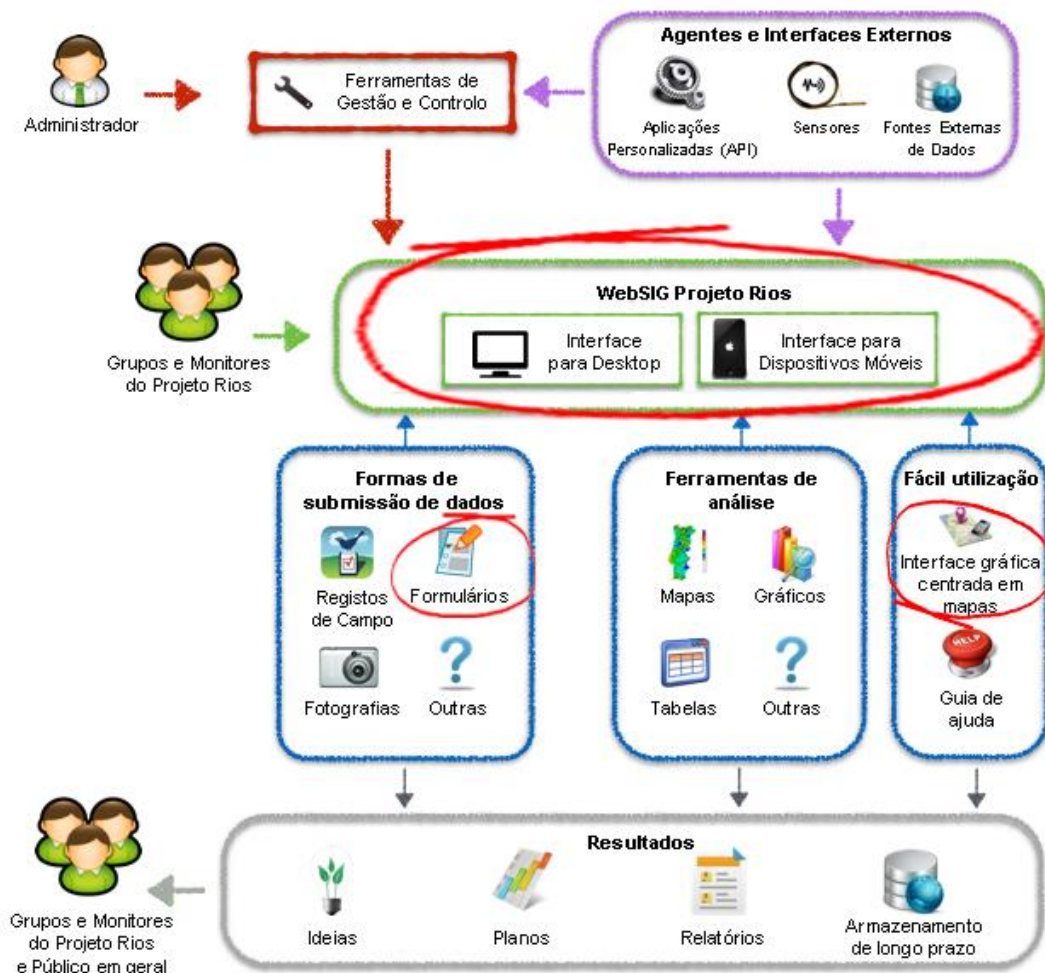 Agentes e Interfaces Externos
Ferramentas de
Gestão e Controlo
Administrador
Aplicações
Personalizadas (API)
Sensores
Fontes Externas
de Dados
WebSIG Projeto Rios
Interface
para Desktop
Interface para
Dispositivos Móveis
Grupos e Monitores
do Projeto Rios
Formas de
submissão de dados
Registos
de Campo
Formulários
Fotografias
Outras
?
Ferramentas de
análise
Mapas
Gráficos
Tabelas
Outras
?
Fácil utilização
Interface gráfica
centrada em
mapas
HELP
Guia de
ajuda
Resultados
Ideias
Planos
Relatórios
Armazenamento
de longo prazo
Grupos e Monitores
do Projeto Rios
e Público em geral